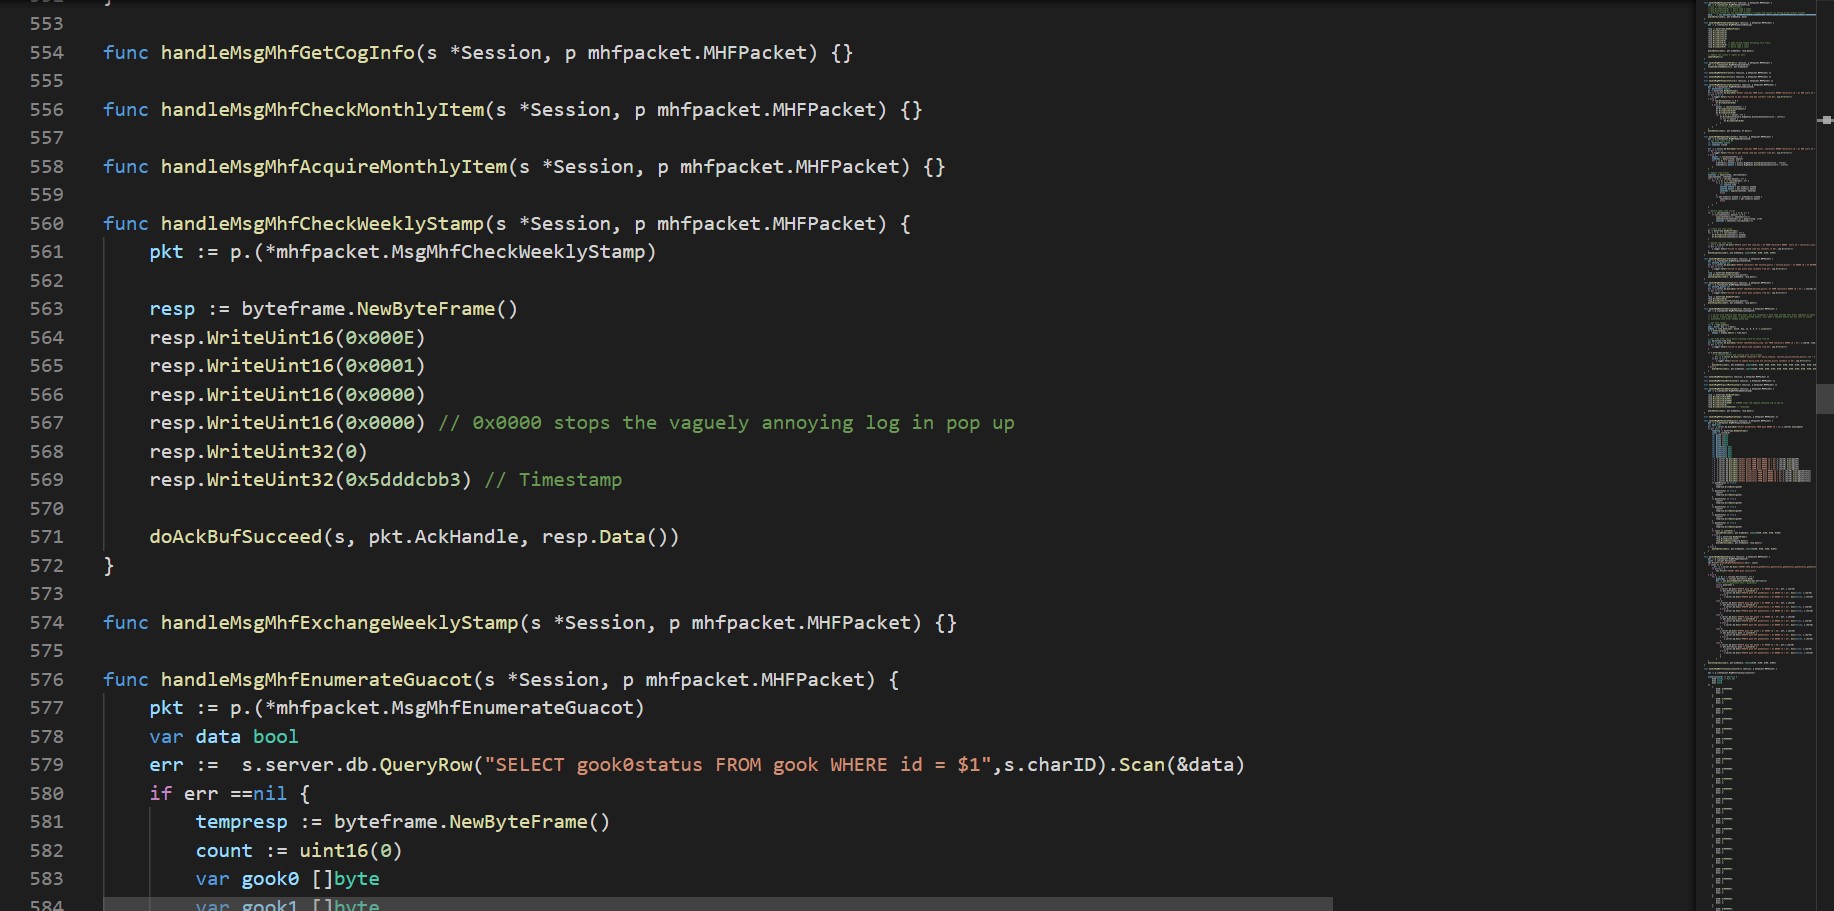 553
554 func handleMsgMhfGetCogInfo(s *Session, p mhfpacket.MHFPacket) {}
555
556 func handleMsgMhfCheckMonthlyItem(s *Session, p mhfpacket.MHFPacket) {}
557
558 func handleMsgMhfAcquireMonthlyItem(s *Session, p mhfpacket.MHFPacket) {}
559
560 func handleMsgMhfCheckWeeklyStamp(s *Session, p mhfpacket.MHFPacket) {
561 pkt := p.(*mhfpacket.MsgMhfCheckWeeklyStamp)
562
563 resp := byteframe.NewByteFrame()
564 resp.WriteUint16(0x000E)
565 resp.WriteUint16(0x0001)
566 resp.WriteUint16(0x0000)
567 resp.WriteUint16(0x0000) // 0x0000 stops the vaguely annoying log in pop up
568 resp.WriteUint32(0)
569 resp.WriteUint32(0x5dddcbb3) // Timestamp
570
571 doAckBufSucceed(s, pkt.AckHandle, resp.Data())
572 }
573
574 func handleMsgMhfExchangeWeeklyStamp(s *Session, p mhfpacket.MHFPacket) {}
575
576 func handleMsgMhfEnumerateGuacot(s *Session, p mhfpacket.MHFPacket) {
577 pkt := p.(*mhfpacket.MsgMhfEnumerateGuacot)
578 var data bool
579 err :=  s.server.db.QueryRow("SELECT gook0status FROM gook WHERE id = $1",s.charID).Scan(&data)
580 if err ==nil {
581 tempresp := byteframe.NewByteFrame()
582 count := uint16(0)
583 var gook0 []byte
584 var gook1 []byte